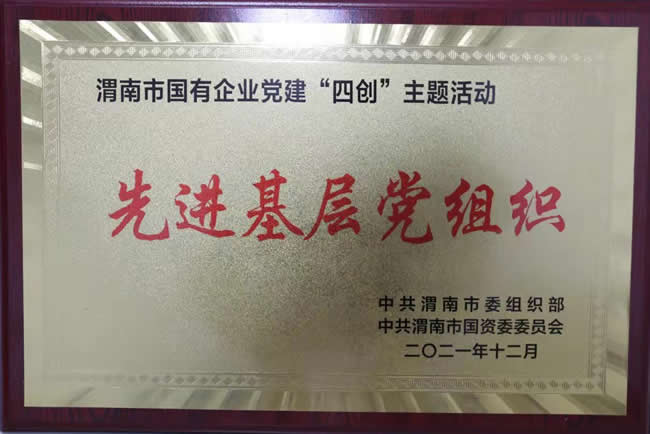 渭南市国有企业党建“四创”主题活动
先进基层党组织
中共渭南市委组织部
中共渭南市国资委委员会
二〇二一年十二月